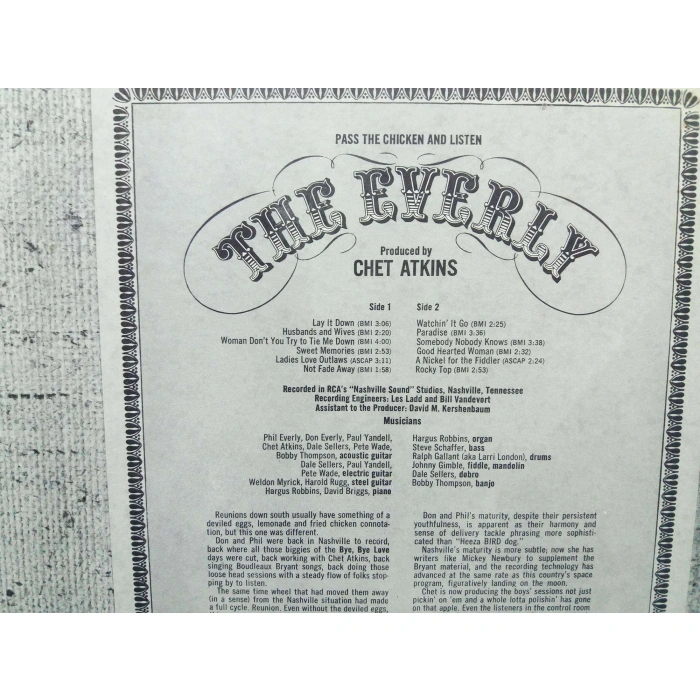 PASS THE CHICKEN AND LISTEN
THE EVERLY
Produced by
CHET ATKINS
Side 1
Lay It Down (BMI 3:06)
Husbands and Wives (BMI 2:20)
Woman Don't You Try to Tie Me Down (BMI 4:00)
Sweet Memories (BMI 2:53)
Ladies Love Outlaws (ASCAP 3:11)
Not Fade Away (BMI 1:58)
Side 2
Watchin' It Go (BMI 2:25)
Paradise (BMI 3:36)
Somebody Nobody Knows (BMI 3:38)
Good Hearted Woman (BMI 2:32)
A Nickel for the Fiddler (ASCAP 2:24)
Rocky Top (BMI 2:53)
Recorded in RCA's "Nashville Sound" Studios, Nashville, Tennessee
Recording Engineers: Les Ladd and Bill Vandevort
Assistant to the Producer: David M. Kershenbaum
Musicians
Phil Everly, Don Everly, Paul Yandell,
Chet Atkins, Dale Sellers, Pete Wade,
Bobby Thompson, acoustic guitar
Dale Sellers, Paul Yandell,
Pete Wade, electric guitar
Weldon Myrick, Harold Rugg, steel guitar
Hargus Robbins, David Briggs, piano
Hargus Robbins, organ
Steve Schaffer, bass
Ralph Gallant (aka Larri London), drums
Johnny Gimble, fiddle, mandelin
Dale Sellers, dobro
Bobby Thompson, banjo
Reunions down south usually have something of a
deviled eggs, lemonade and fried chicken connota-
tion, but this one was different.
Don and Phil were back in Nashville to record,
back where all those biggies of the Bye, Bye Love
days were cut, back working with Chet Atkins, back
singing Boudleaux Bryant songs, back doing those
loose head sessions with a steady flow of folks stop-
ping by to listen.
The same time wheel that had moved them away
(in a sense) from the Nashville situation had made
a full cycle. Reunion. Even without the deviled eggs,
Don and Phil's maturity, despite their persistent
youthfulness, is apparent as their harmony and
sense of delivery tackle phrasing more sophisti-
cated than "Heeza BIRD dog."
Nashville's maturity is more subtle; now she has
writers like Mickey Newbury to supplement the
Bryant material, and the recording technology has
advanced at the same rate as this country's space
program, figuratively landing on the moon.
Chet is now producing the boys' sessions not just
pickin' on 'em and a whole lotta polishin' has gone
on that apple. Even the listeners in the control room